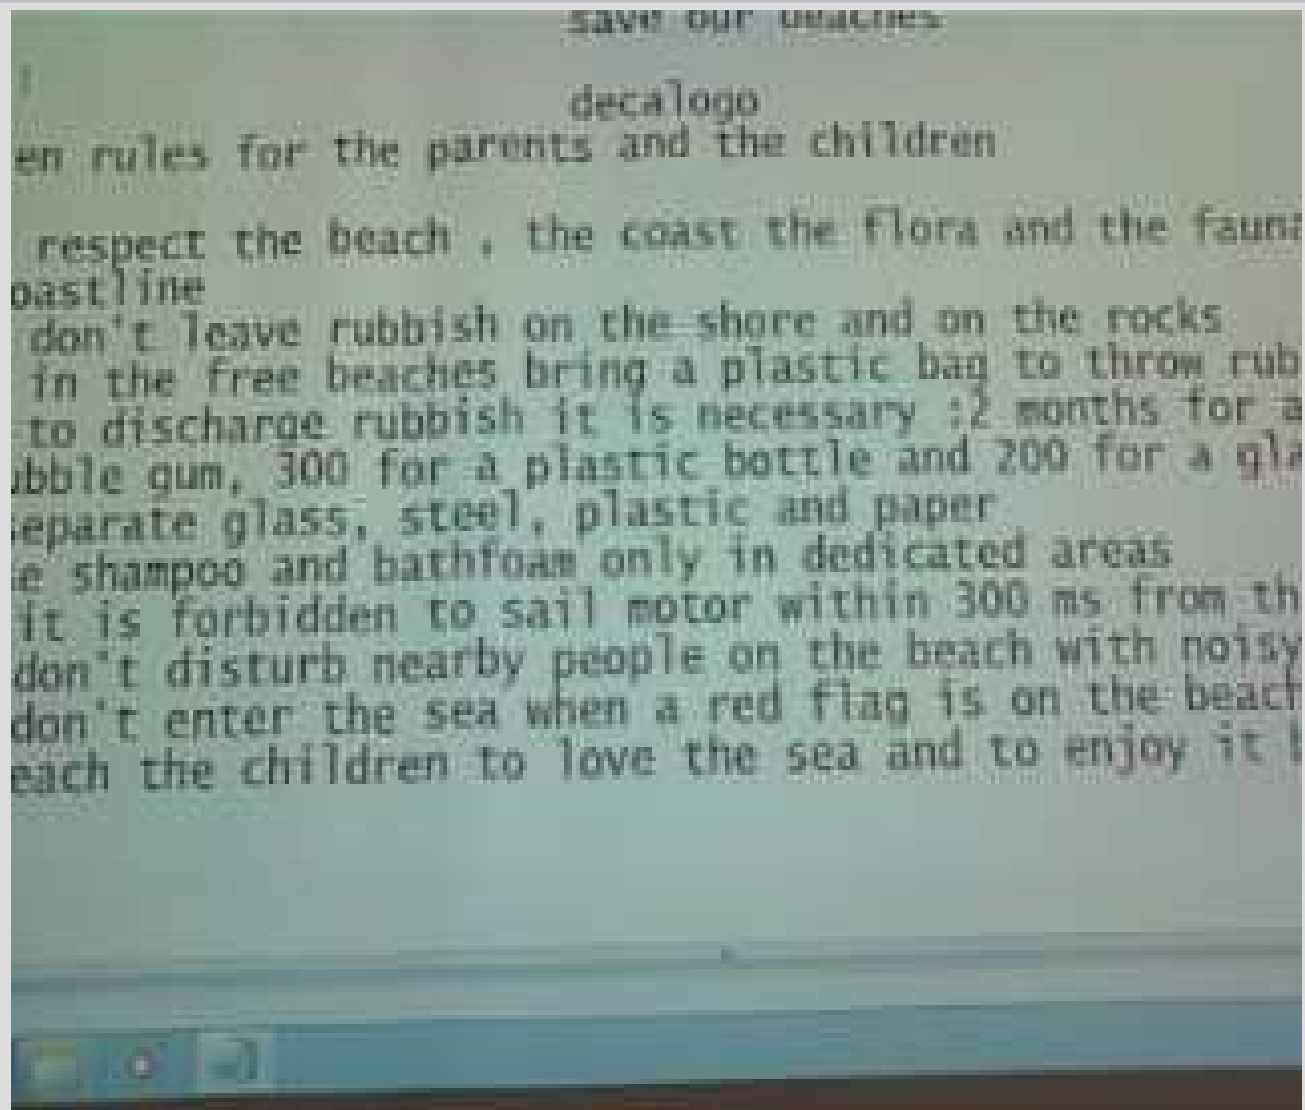 save our beaches
decalogo
en rules for the parents and the children
respect the beach , the coast the flora and the faun
oastline
don't leave rubbish on the shore and on the rocks
in the free beaches bring a plastic bag to throw rub
to discharge rubbish it is necessary :2 months for a
ubble gum, 300 for a plastic bottle and 200 for a gla
separate glass, steel, plastic and paper
e shampoo and bathfoam only in dedicated areas
it is forbidden to sail motor within 300 ms from th
don't disturb nearby people on the beach with noisy
don't enter the sea when a red flag is on the beach
each the children to love the sea and to enjoy it